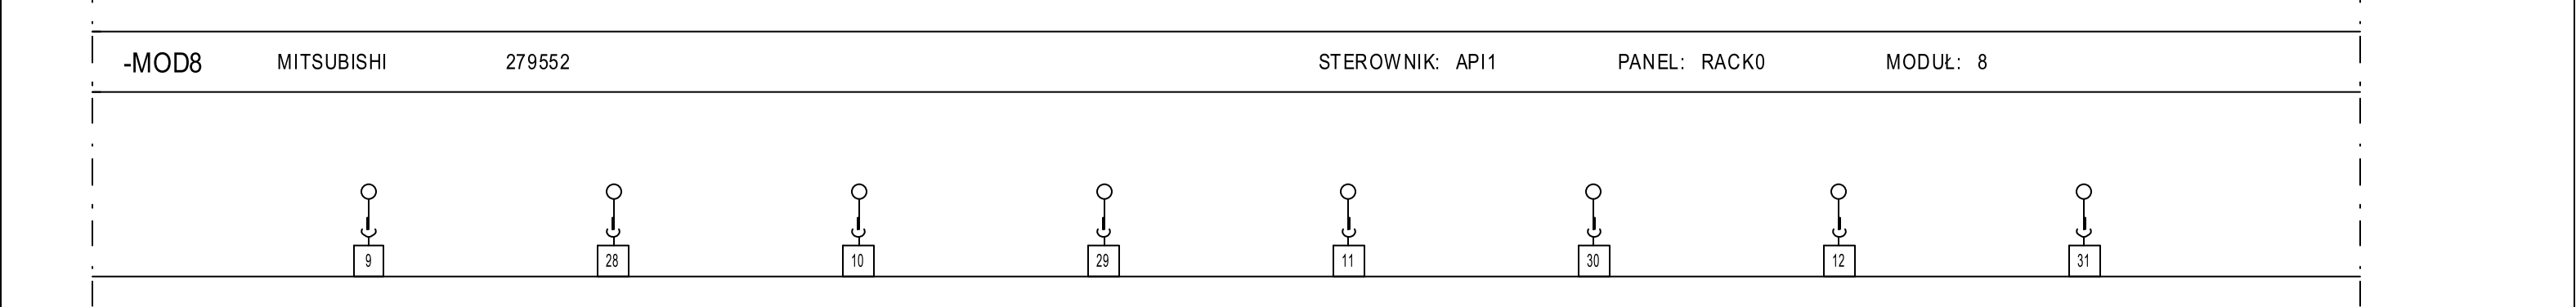 -MOD8 MITSUBISHI 279552 STEROWNIK: API1 PANEL: RACK0 MODUŁ: 8
9 28 10 29 11 30 12 31